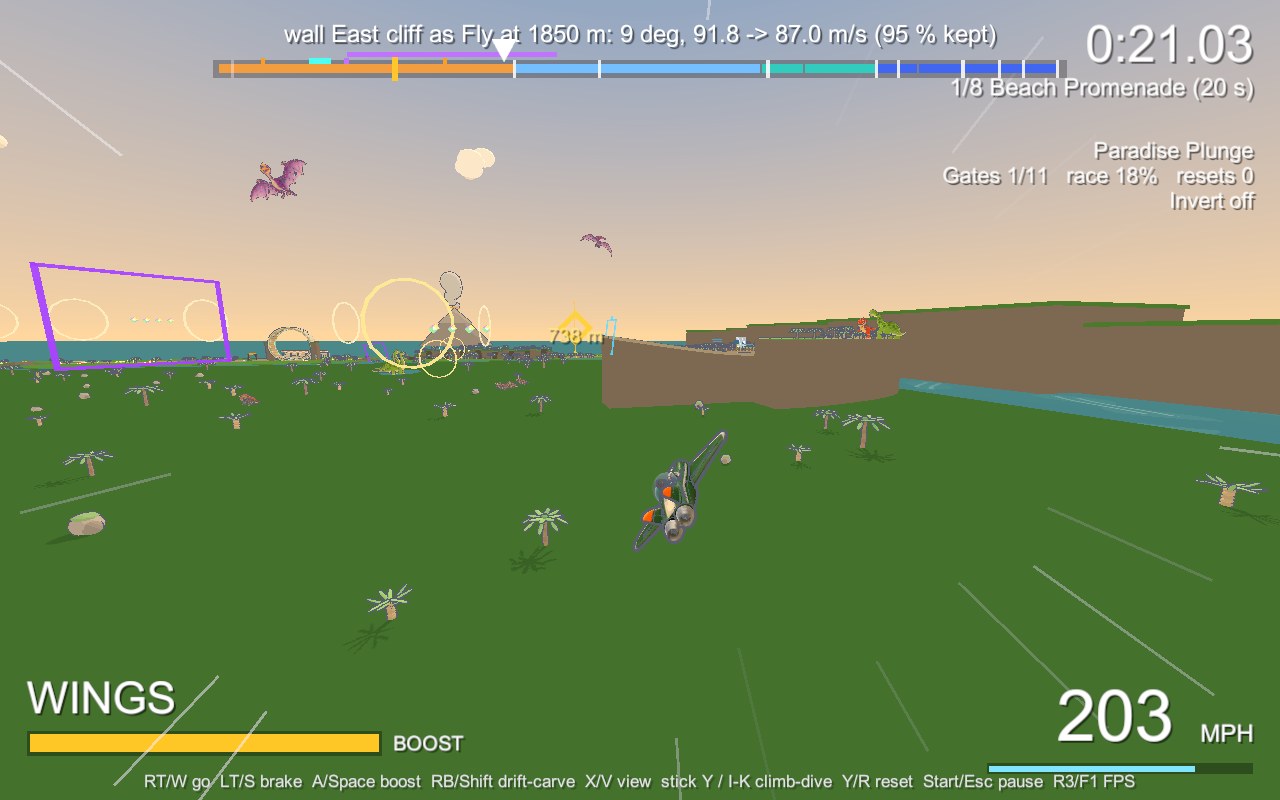 wall East cliff as Fly at 1850 m: 9 deg, 91.8 -> 87.0 m/s (95 % kept)
0:21.03
1/8 Beach Promenade (20 s)
Paradise Plunge
Gates 1/11 race 18% resets 0
Invert off
738 m
WINGS
BOOST
203 MPH
RT/W go LT/S brake A/Space boost RB/Shift drift-carve X/V view stick Y / I-K climb-dive Y/R reset Start/Esc pause R3/F1 FPS